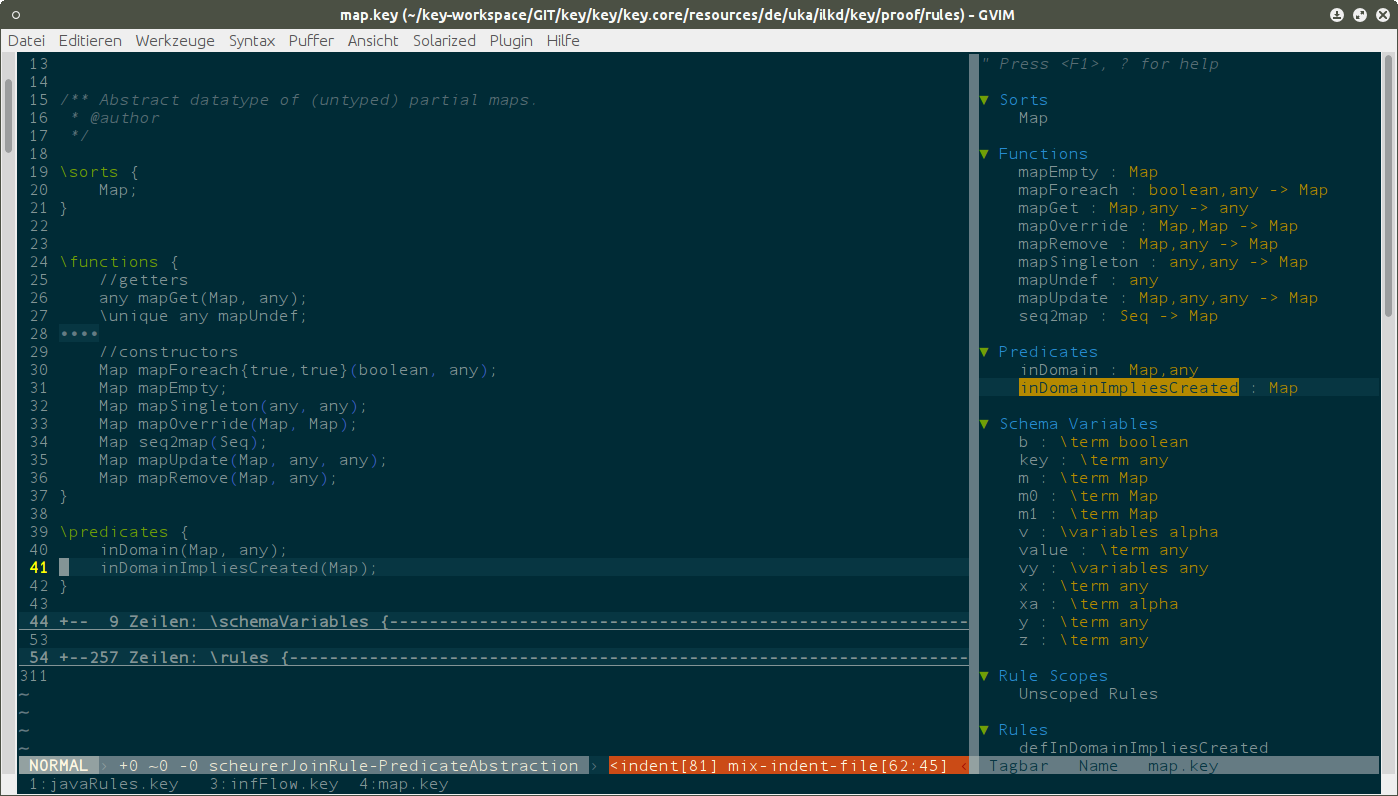 map.key (~/key-workspace/GIT/key/key/key.core/resources/de/uka/ilkd/key/proof/rules) - GVIM
Datei Editieren Werkzeuge Syntax Puffer Ansicht Solarized Plugin Hilfe
13
14
15 /** Abstract datatype of (untyped) partial maps.
16  * @author
17  */
18
19 \sorts {
20     Map;
21 }
22
23
24 \functions {
25     //getters
26     any mapGet(Map, any);
27     \unique any mapUndef;
28 ••••
29     //constructors
30     Map mapForeach{true,true}(boolean, any);
31     Map mapEmpty;
32     Map mapSingleton(any, any);
33     Map mapOverride(Map, Map);
34     Map seq2map(Seq);
35     Map mapUpdate(Map, any, any);
36     Map mapRemove(Map, any);
37 }
38
39 \predicates {
40     inDomain(Map, any);
41     inDomainImpliesCreated(Map);
42 }
43
44 +--  9 Zeilen: \schemaVariables {----------------------------------------------------------
53
54 +--257 Zeilen: \rules {--------------------------------------------------------------------
311
~
~
~
~
NORMAL › +0 ~0 -0 scheurerJoinRule-PredicateAbstraction › <indent[81] mix-indent-file[62:45] ‹
1:javaRules.key   3:infFlow.key  4:map.key
" Press <F1>, ? for help
▼ Sorts
Map
▼ Functions
mapEmpty : Map
mapForeach : boolean,any -> Map
mapGet : Map,any -> any
mapOverride : Map,Map -> Map
mapRemove : Map,any -> Map
mapSingleton : any,any -> Map
mapUndef : any
mapUpdate : Map,any,any -> Map
seq2map : Seq -> Map
▼ Predicates
inDomain : Map,any
inDomainImpliesCreated : Map
▼ Schema Variables
b : \term boolean
key : \term any
m : \term Map
m0 : \term Map
m1 : \term Map
v : \variables alpha
value : \term any
vy : \variables any
x : \term any
xa : \term alpha
y : \term any
z : \term any
▼ Rule Scopes
Unscoped Rules
▼ Rules
defInDomainImpliesCreated
Tagbar   Name   map.key